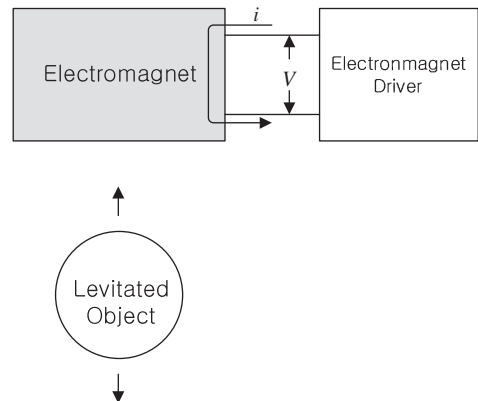 i
Electromagnet
V
Electronmagnet
Driver
Levitated
Object